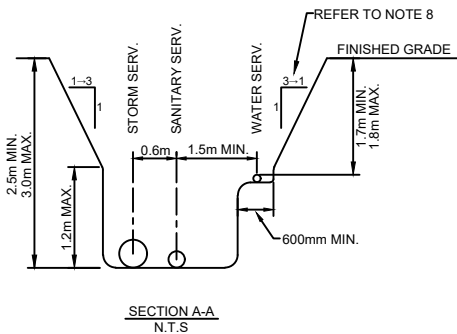 REFER TO NOTE 8
FINISHED GRADE
1→3
1
3→1
1
STORM SERV.
SANITARY SERV.
WATER SERV.
0.6m
1.5m MIN.
1.7m MIN.
1.8m MAX.
2.5m MIN.
3.0m MAX.
1.2m MAX.
600mm MIN.
SECTION A-A
N.T.S